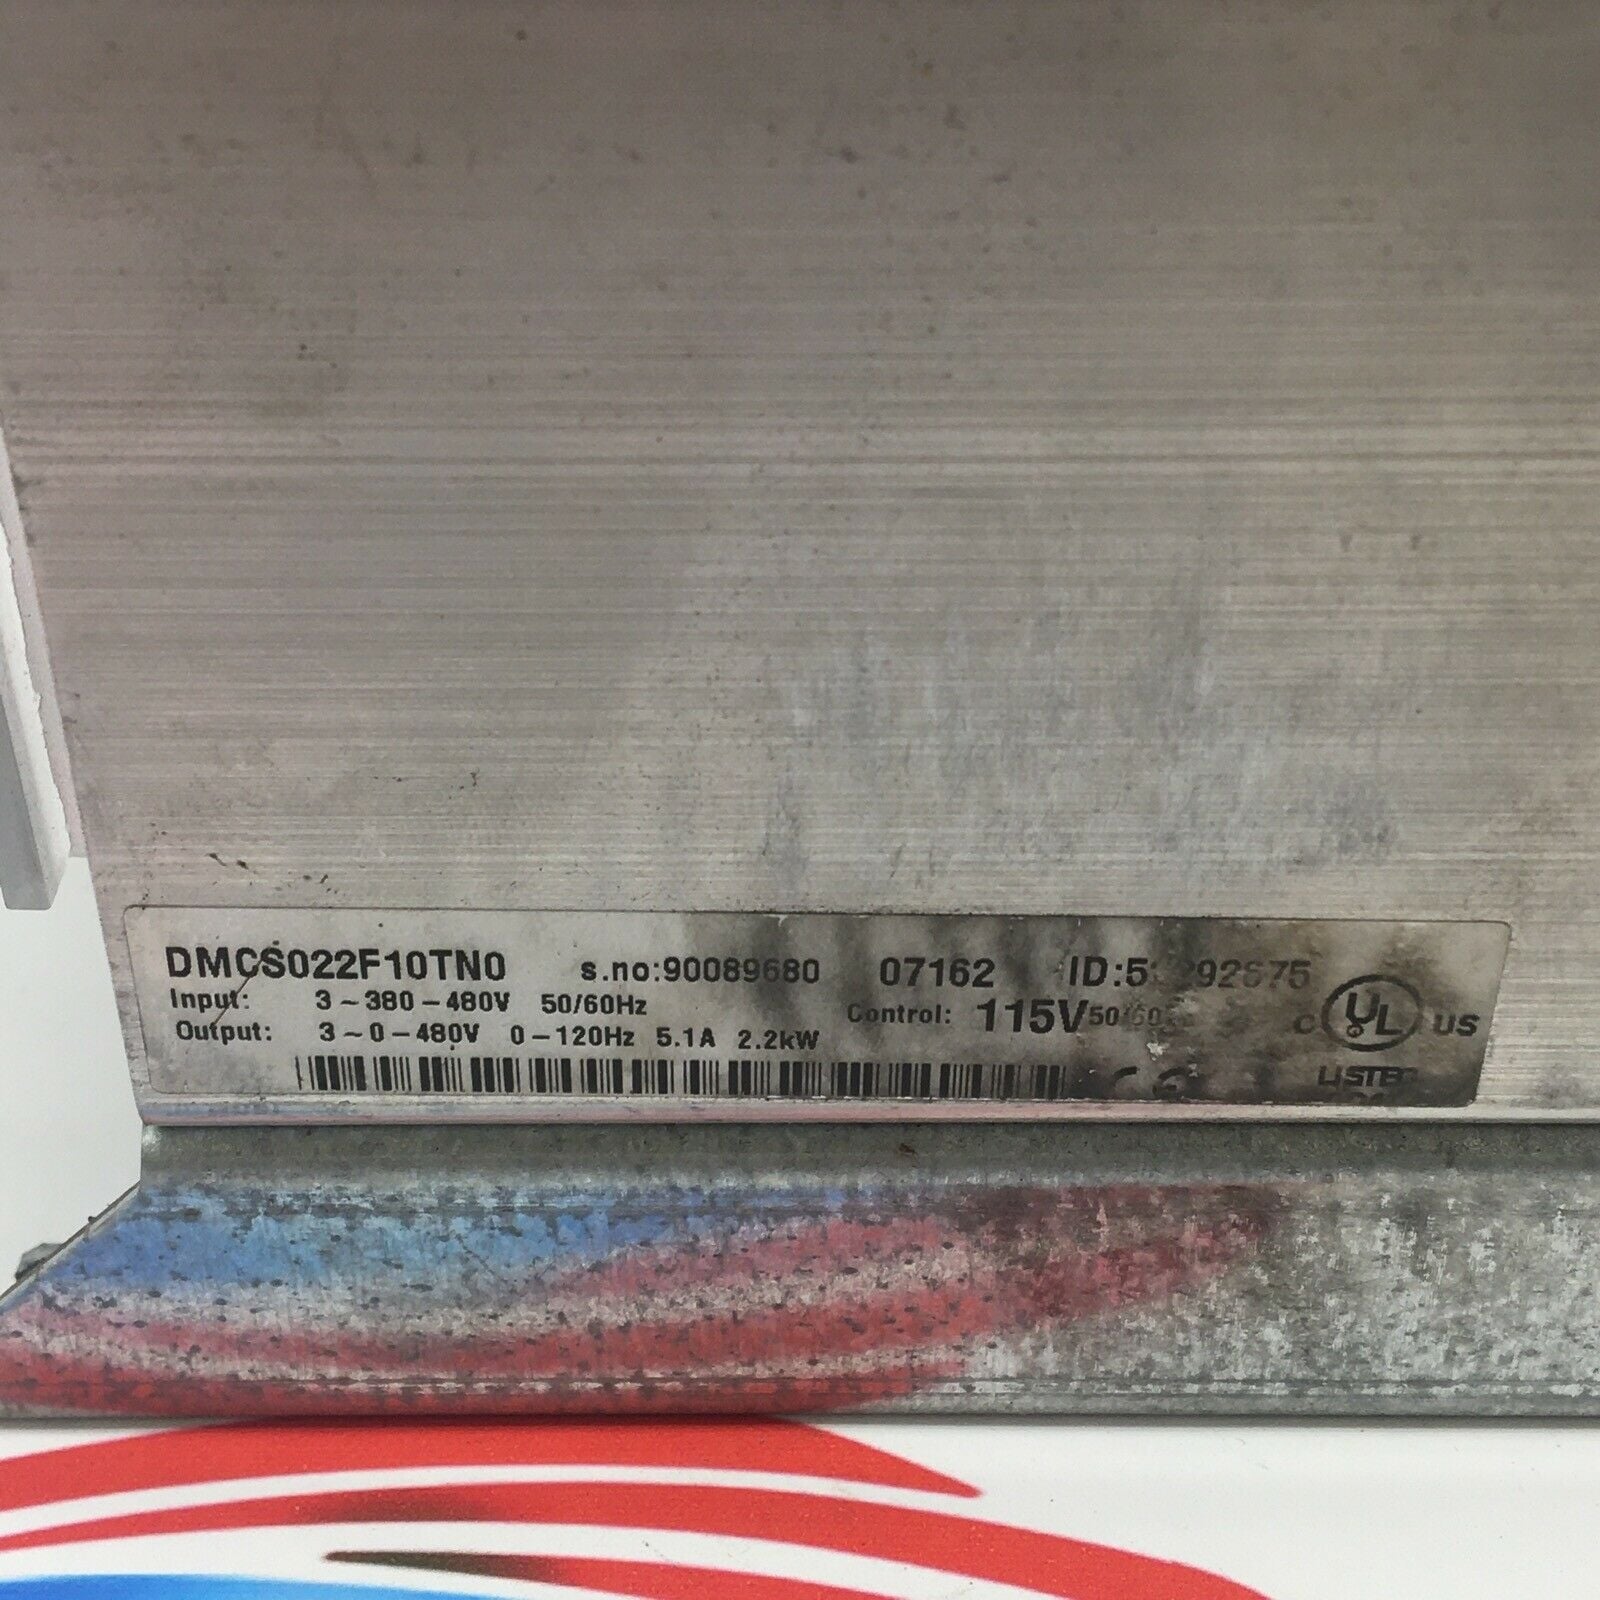 DMCS022F10TN0 s.no:90089680 07162
Input: 3~380-480V 50/60Hz Control: 115V
Output: 3~0-480V 0-120Hz 5.1A 2.2kW
C UL US
CE